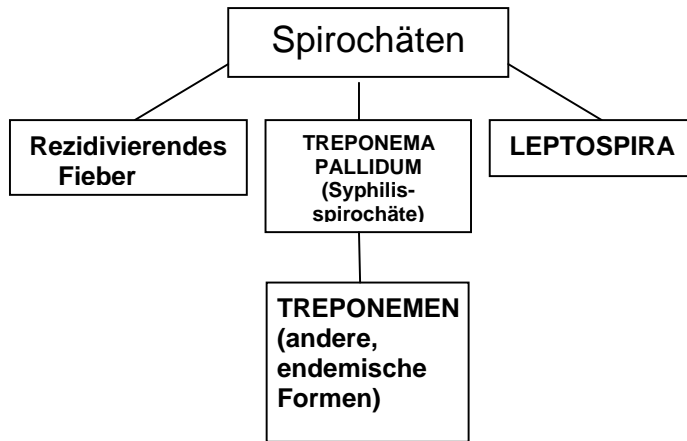 Spirochäten
Rezidivierendes
Fieber
TREPONEMA
PALLIDUM
(Syphilis-
spirochäte)
LEPTOSPIRA
TREPONEMEN
(andere,
endemische
Formen)